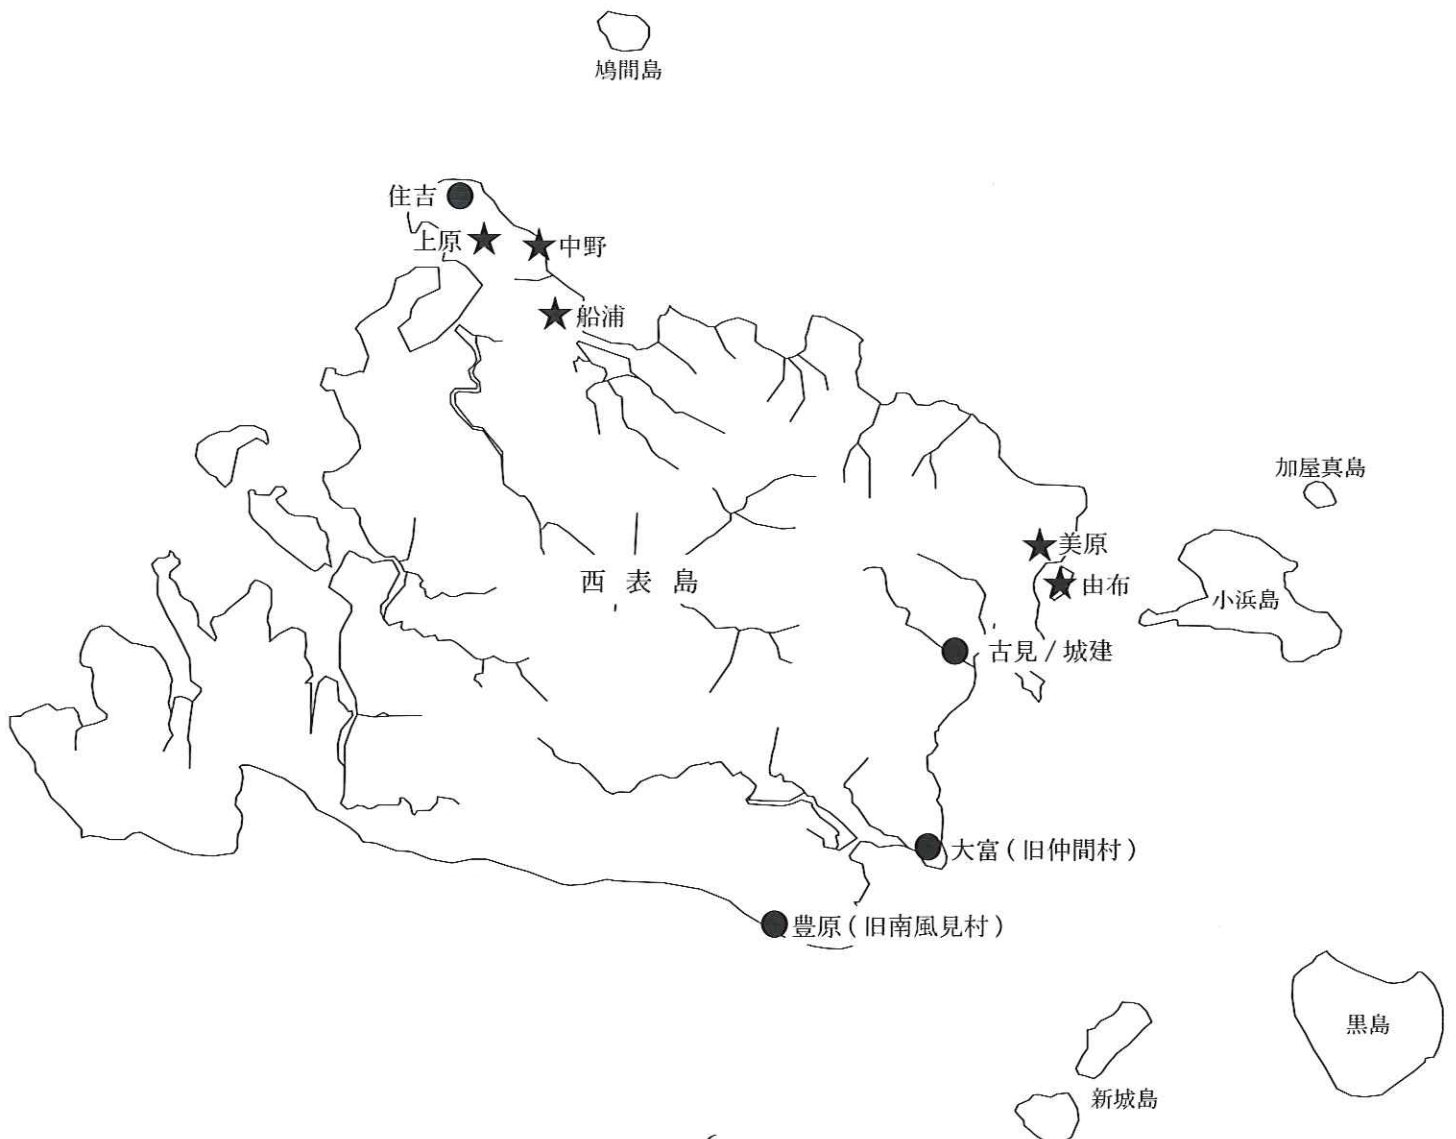 鳩間島
住吉
上原
中野
船浦
加屋真島
美原
西表島
由布
小浜島
古見/城建
大富(旧仲間村)
豊原(旧南風見村)
黒島
新城島